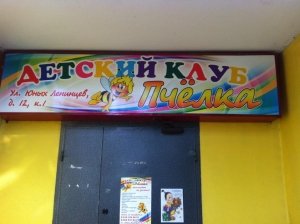 ДЕТСКИЙ КЛУБ
Ул. Юных Ленинцев,
д. 12, к.1
Пчёлка